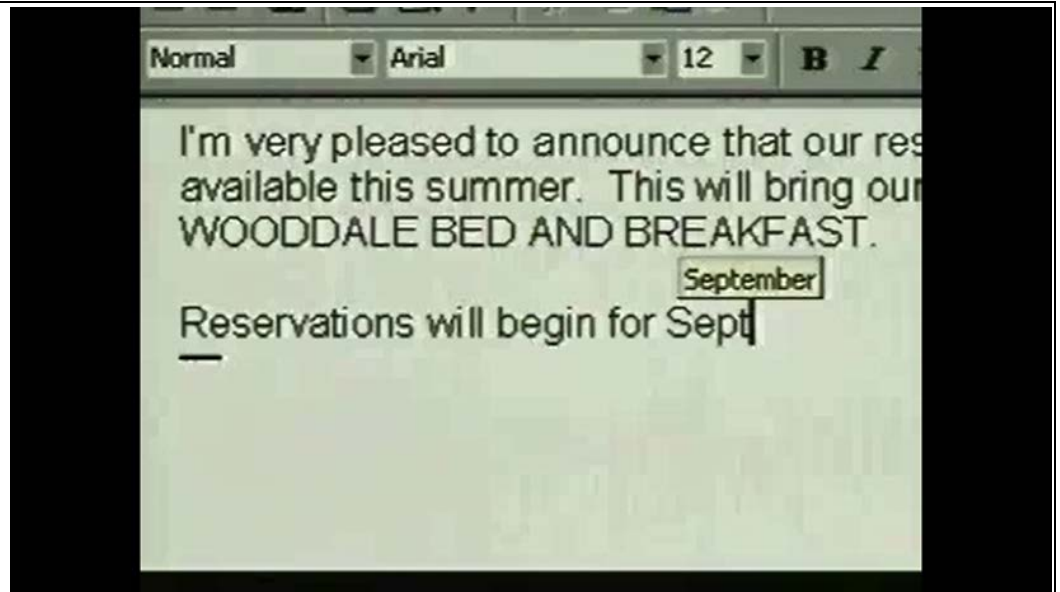 Normal Arial 12 B I
I'm very pleased to announce that our res
available this summer. This will bring our
WOODDALE BED AND BREAKFAST.
September
Reservations will begin for Sept